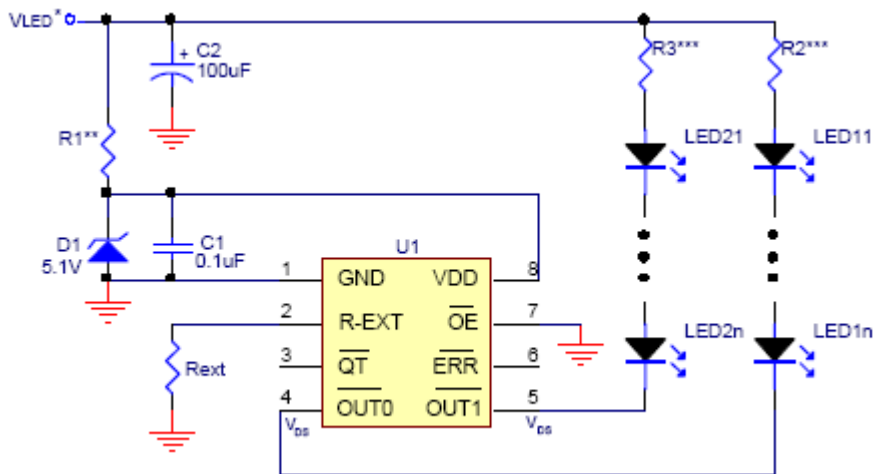 VLED*
C2
+
100uF
R3***
R2***
R1**
LED21
LED11
D1
5.1V
C1
0.1uF
U1
1 GND VDD 8
2 R-EXT OE 7
3 QT ERR 6
4 OUT0 OUT1 5
VDS
VDS
Rext
LED2n
LED1n